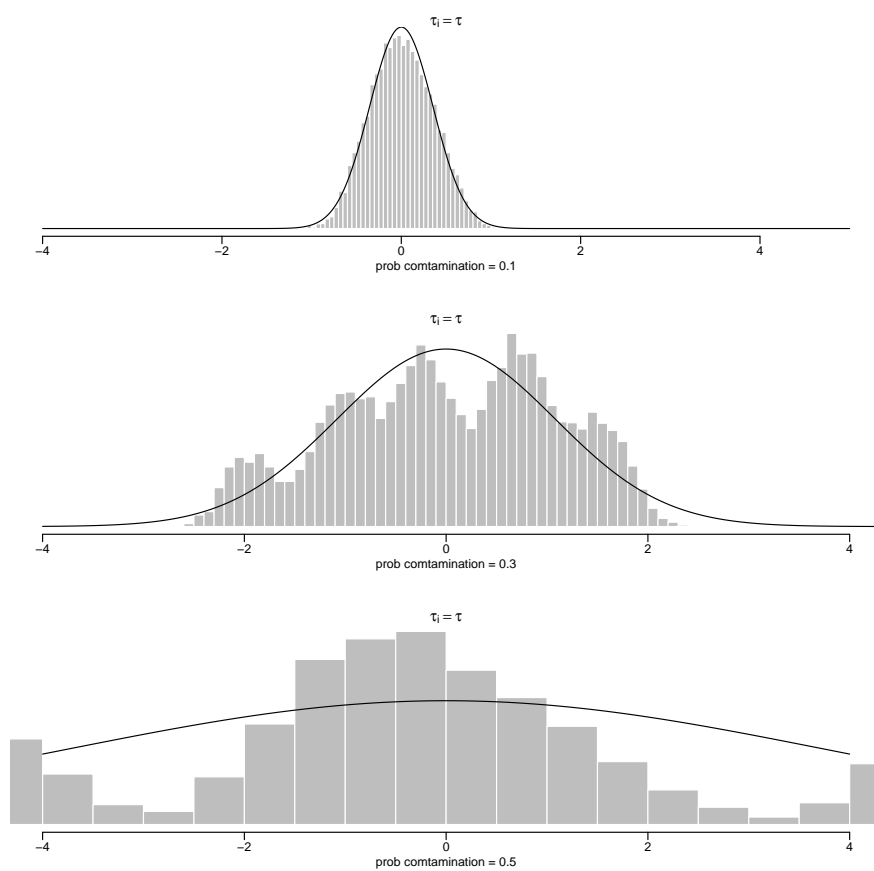 τi = τ
−4 −2 0 2 4
prob comtamination = 0.1
τi = τ
−4 −2 0 2 4
prob comtamination = 0.3
τi = τ
−4 −2 0 2 4
prob comtamination = 0.5